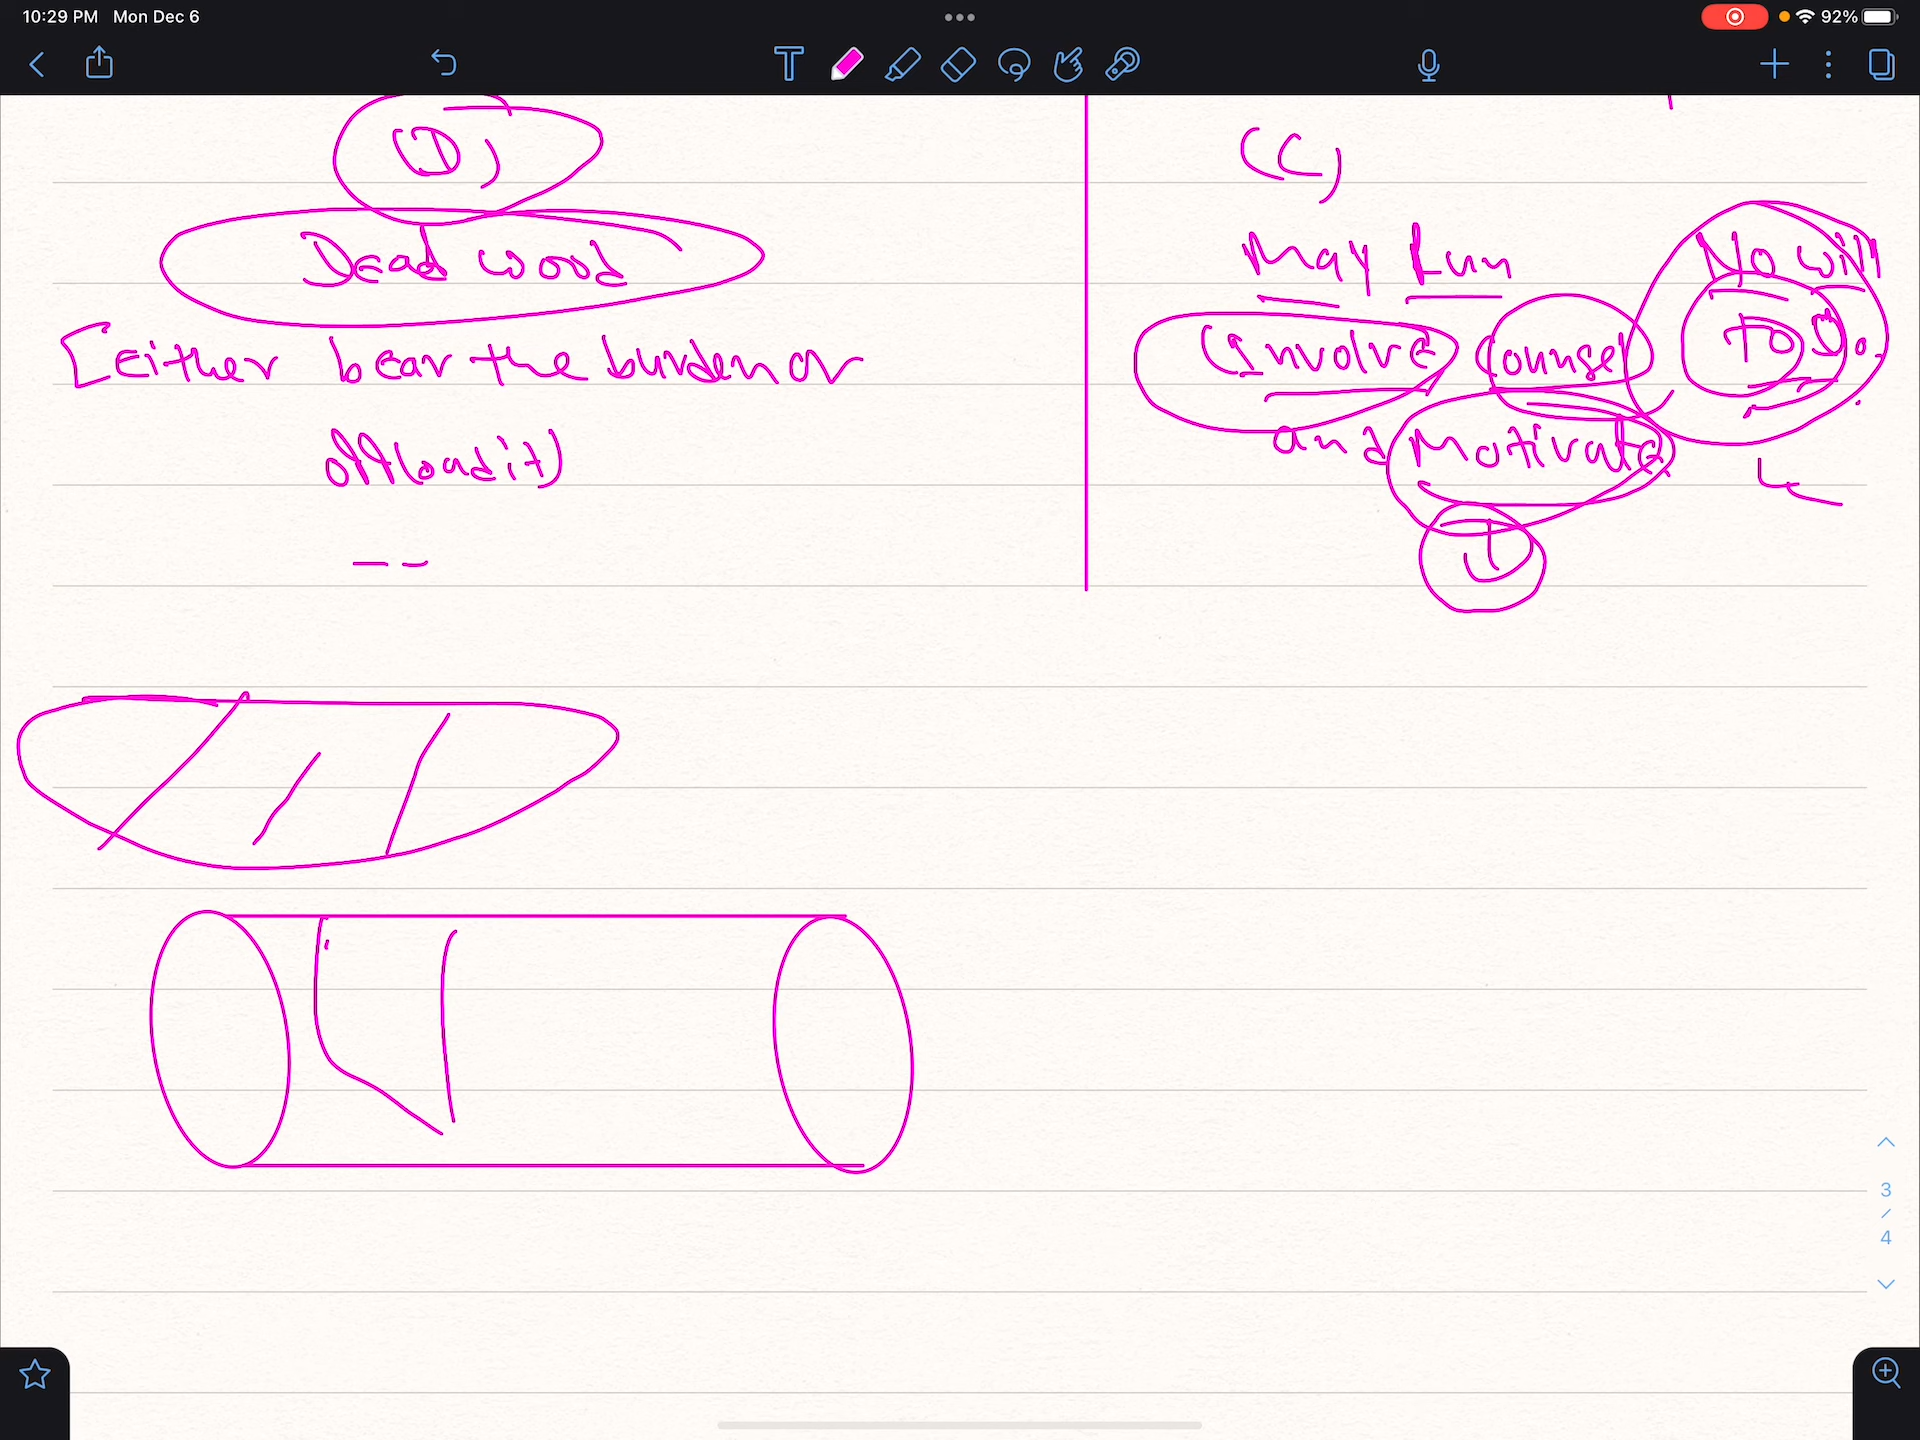 10:29 PM Mon Dec 6
92%
T
(D)
Dead wood
[Either bear the burden or
offload it)
(C)
May Run
(Involve Counsel
and Motivate
No will
To Do.
3
/
4